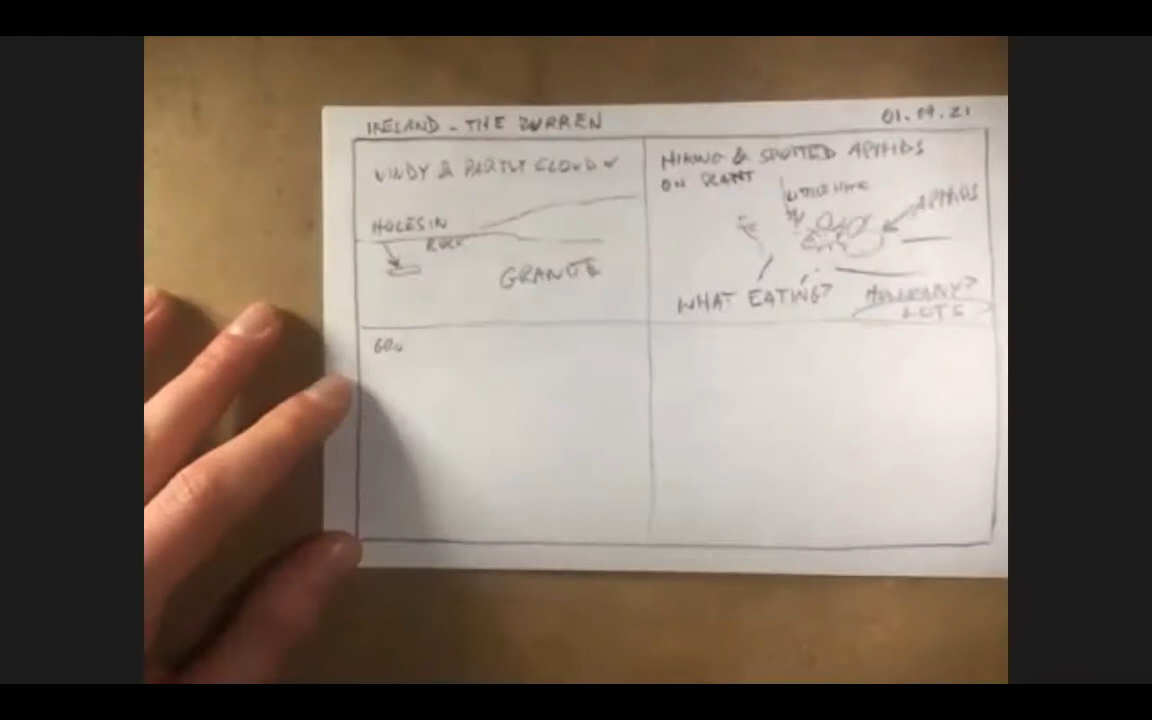 IRELAND - THE BURREN
01.09.21
WINDY & PARTLY CLOUDY
HOLES IN
ROCK
GRANITE
HIKING & SPOTTED APHIDS
ON PLANT
LITTLE
APHIDS
WHAT EATING?
HOW MANY?
LOTS